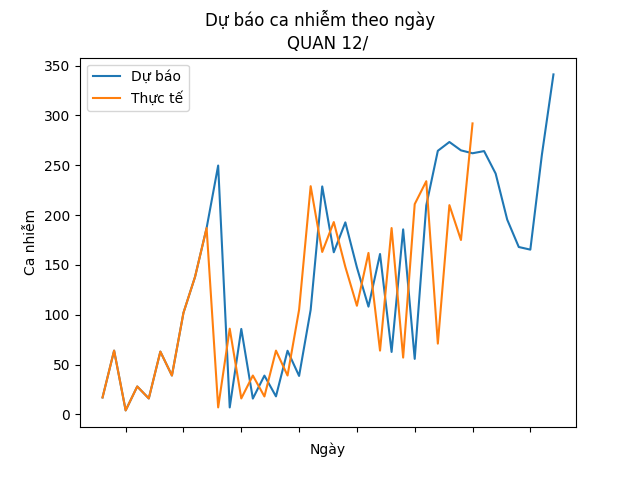 Dự báo ca nhiễm theo ngày
QUAN 12/
Dự báo
Thực tế
350
300
250
200
150
100
50
0
Ca nhiễm
Ngày